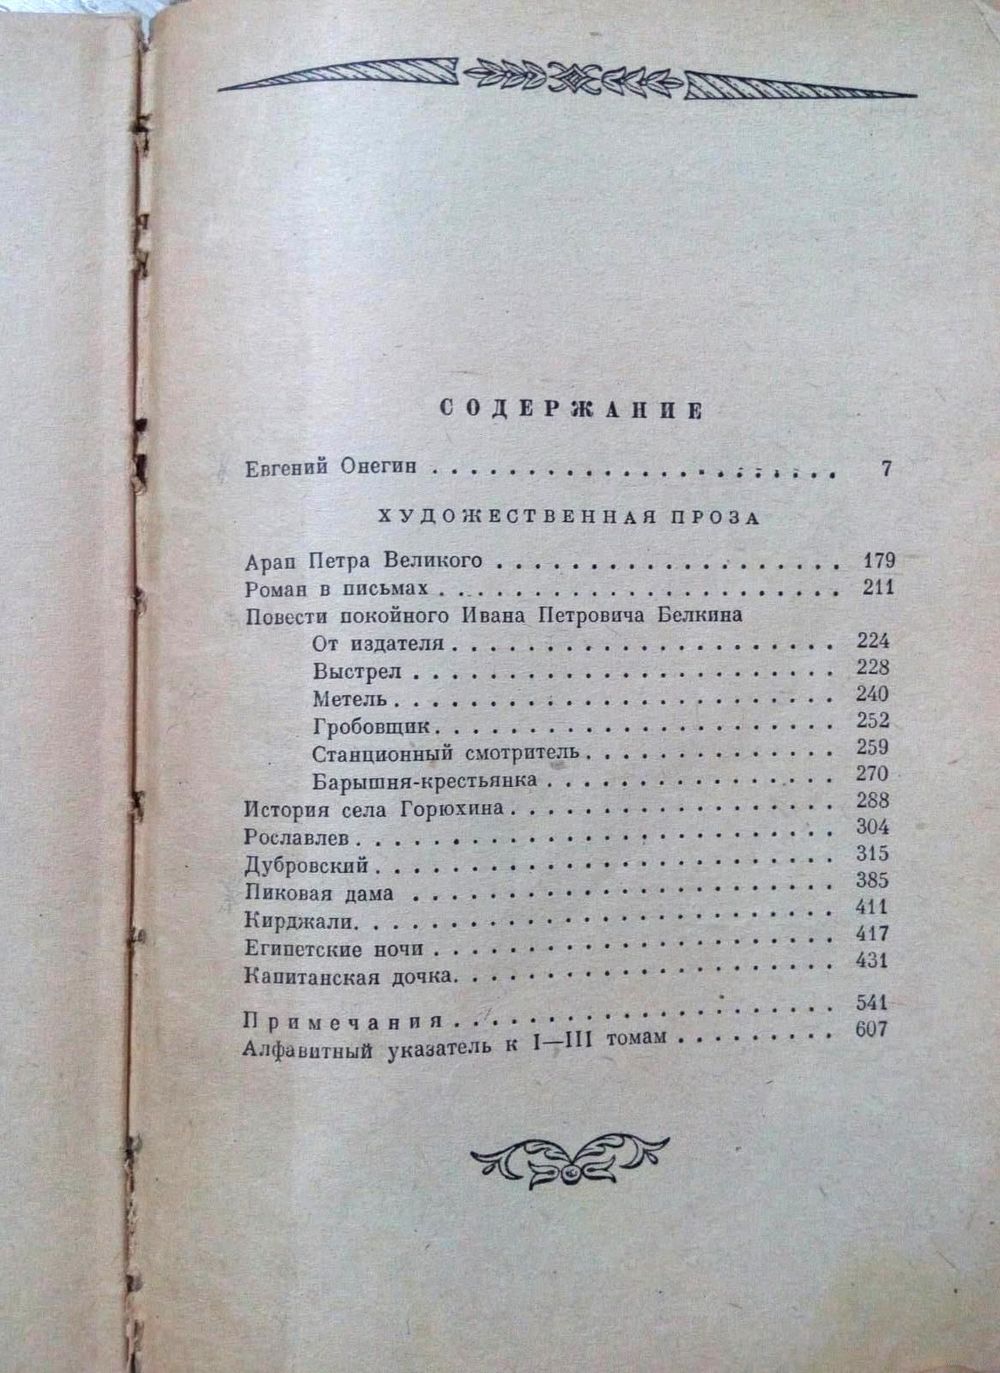 СОДЕРЖАНИЕ
Евгений Онегин . . . . . . . . . . . . . . . . . . . . . 7
ХУДОЖЕСТВЕННАЯ ПРОЗА
Арап Петра Великого . . . . . . . . . . . . . . . . . . 179
Роман в письмах . . . . . . . . . . . . . . . . . . . . 211
Повести покойного Ивана Петровича Белкина
От издателя . . . . . . . . . . . . . . . . . . . . 224
Выстрел . . . . . . . . . . . . . . . . . . . . . . 228
Метель . . . . . . . . . . . . . . . . . . . . . . . 240
Гробовщик . . . . . . . . . . . . . . . . . . . . . 252
Станционный смотритель . . . . . . . . . . . . . 259
Барышня-крестьянка . . . . . . . . . . . . . . . 270
История села Горюхина . . . . . . . . . . . . . . . . . 288
Рославлев . . . . . . . . . . . . . . . . . . . . . . . . 304
Дубровский . . . . . . . . . . . . . . . . . . . . . . . 315
Пиковая дама . . . . . . . . . . . . . . . . . . . . . . 385
Кирджали . . . . . . . . . . . . . . . . . . . . . . . . 411
Египетские ночи . . . . . . . . . . . . . . . . . . . . . 417
Капитанская дочка . . . . . . . . . . . . . . . . . . . . 431
Примечания . . . . . . . . . . . . . . . . . . . . 541
Алфавитный указатель к I—III томам . . . . . . . . . 607